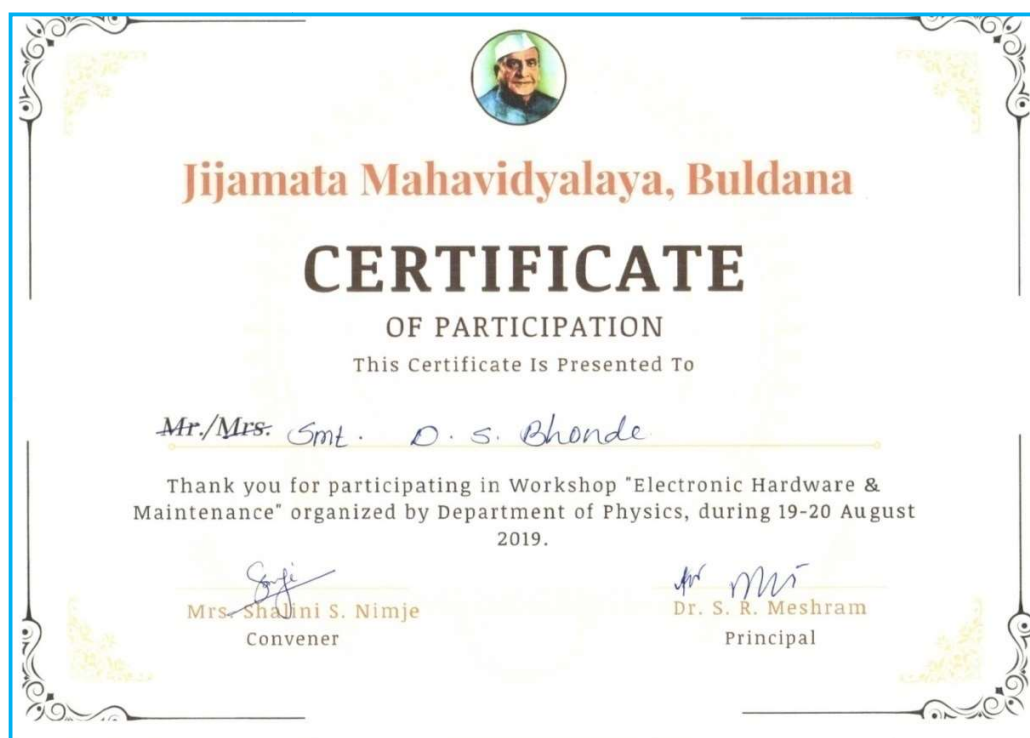 Jijamata Mahavidyalaya, Buldana
CERTIFICATE
OF PARTICIPATION
This Certificate Is Presented To
Mr./Mrs. Smt. D. S. Bhonde
Thank you for participating in Workshop "Electronic Hardware &
Maintenance" organized by Department of Physics, during 19-20 August
2019.
Mrs. Shalini S. Nimje
Convener
Dr. S. R. Meshram
Principal